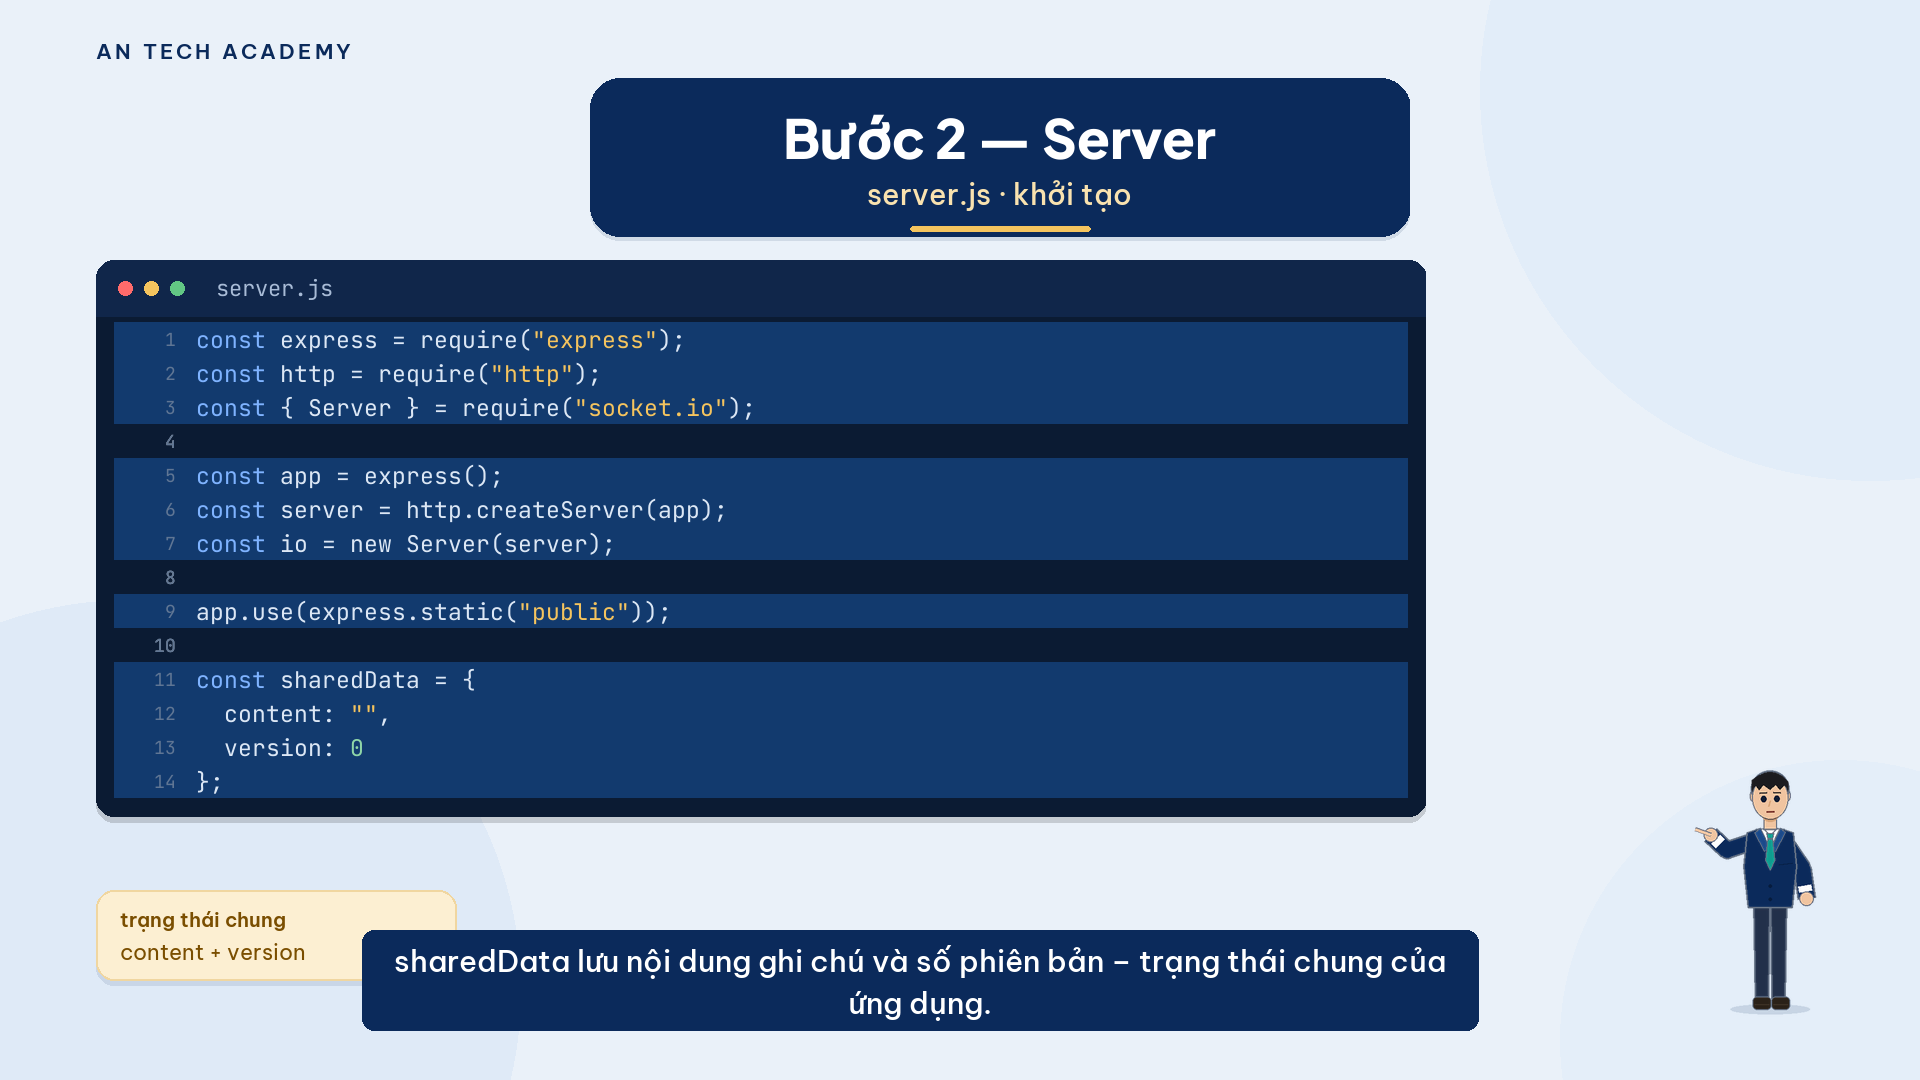 AN TECH ACADEMY
Bước 2 — Server
server.js · khởi tạo
server.js
1 const express = require("express");
2 const http = require("http");
3 const { Server } = require("socket.io");
4
5 const app = express();
6 const server = http.createServer(app);
7 const io = new Server(server);
8
9 app.use(express.static("public"));
10
11 const sharedData = {
12   content: "",
13   version: 0
14 };
trạng thái chung
content + version
sharedData lưu nội dung ghi chú và số phiên bản – trạng thái chung của
ứng dụng.